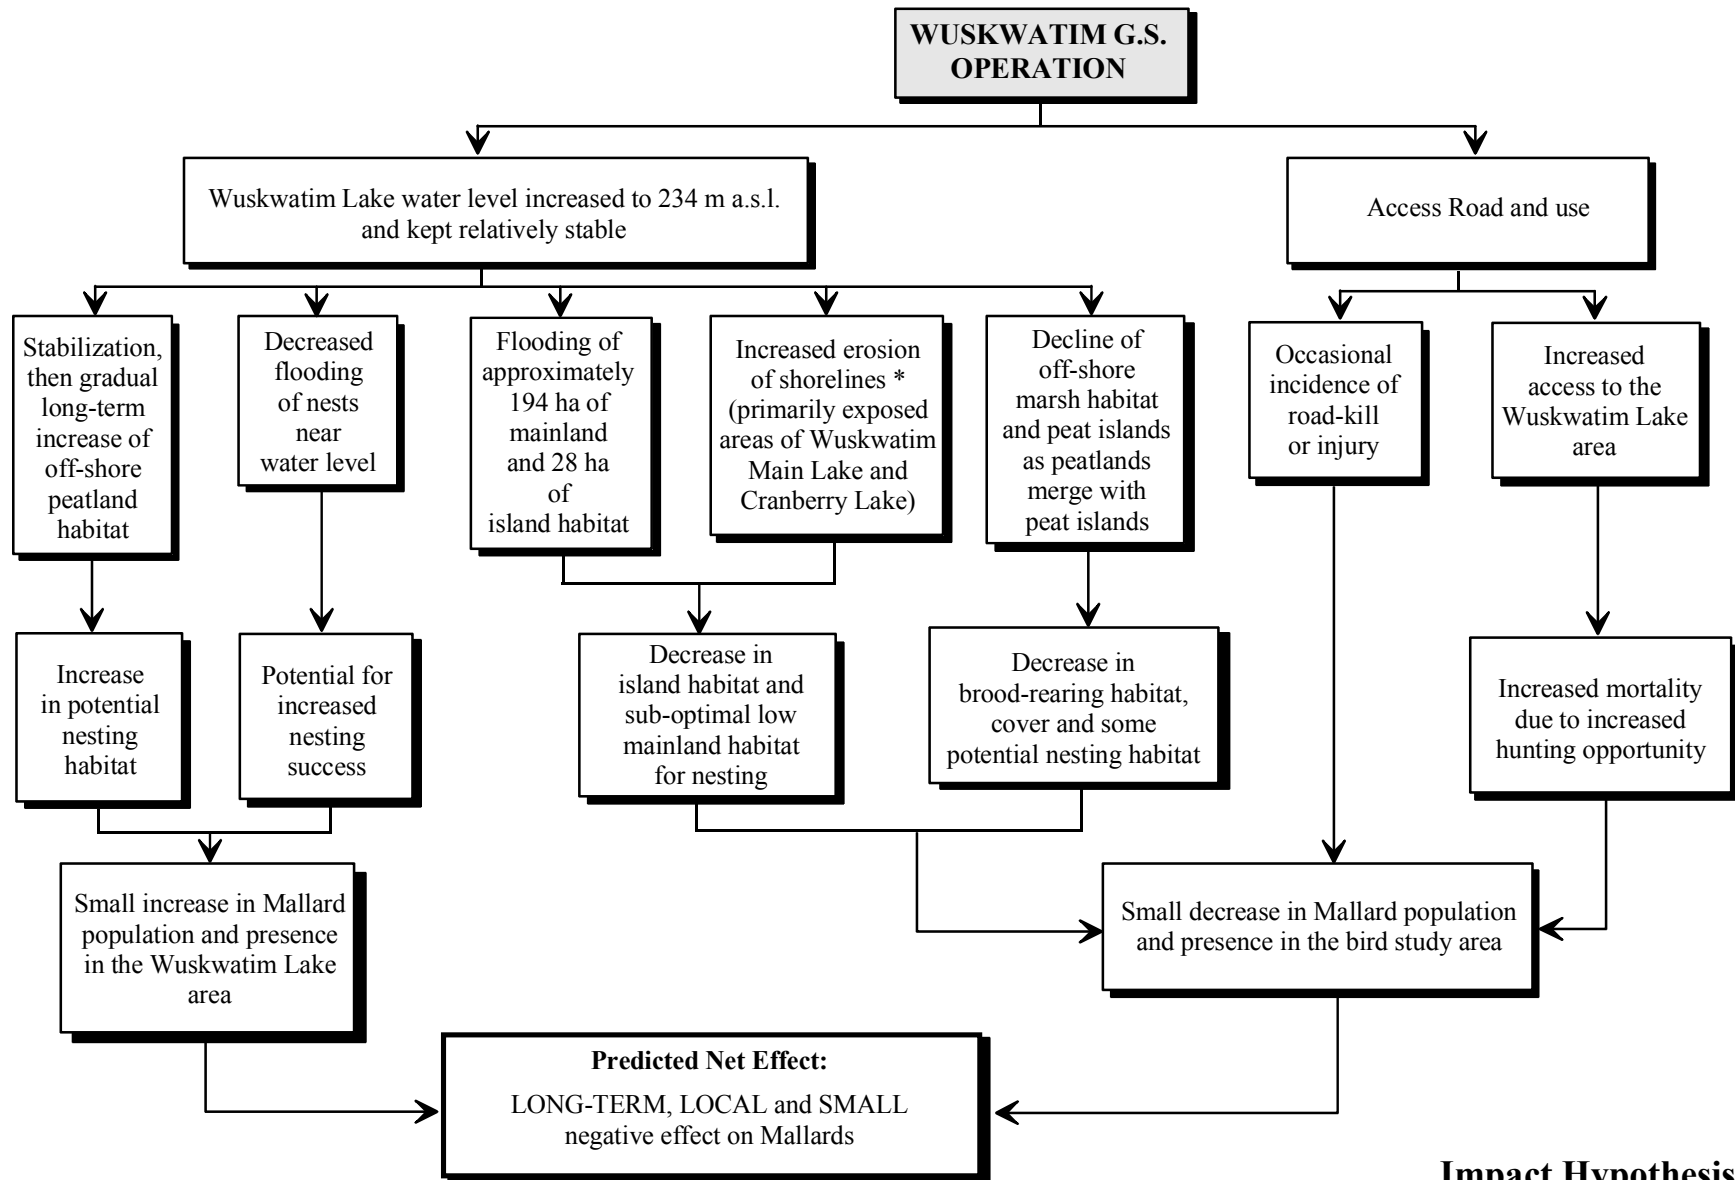 WUSKWATIM G.S.
OPERATION
Wuskwatim Lake water level increased to 234 m a.s.l.
and kept relatively stable
Access Road and use
Stabilization,
then gradual
long-term
increase of
off-shore
peatland
habitat
Decreased
flooding
of nests
near
water level
Flooding of
approximately
194 ha of
mainland
and 28 ha
of
island habitat
Increased erosion
of shorelines *
(primarily exposed
areas of Wuskwatim
Main Lake and
Cranberry Lake)
Decline of
off-shore
marsh habitat
and peat islands
as peatlands
merge with
peat islands
Occasional
incidence of
road-kill
or injury
Increased
access to the
Wuskwatim Lake
area
Increase
in potential
nesting
habitat
Potential for
increased
nesting
success
Decrease in
island habitat and
sub-optimal low
mainland habitat
for nesting
Decrease in
brood-rearing habitat,
cover and some
potential nesting habitat
Increased mortality
due to increased
hunting opportunity
Small increase in Mallard
population and presence
in the Wuskwatim Lake
area
Small decrease in Mallard population
and presence in the bird study area
Predicted Net Effect:
LONG-TERM, LOCAL and SMALL
negative effect on Mallards
Impact Hypothesis